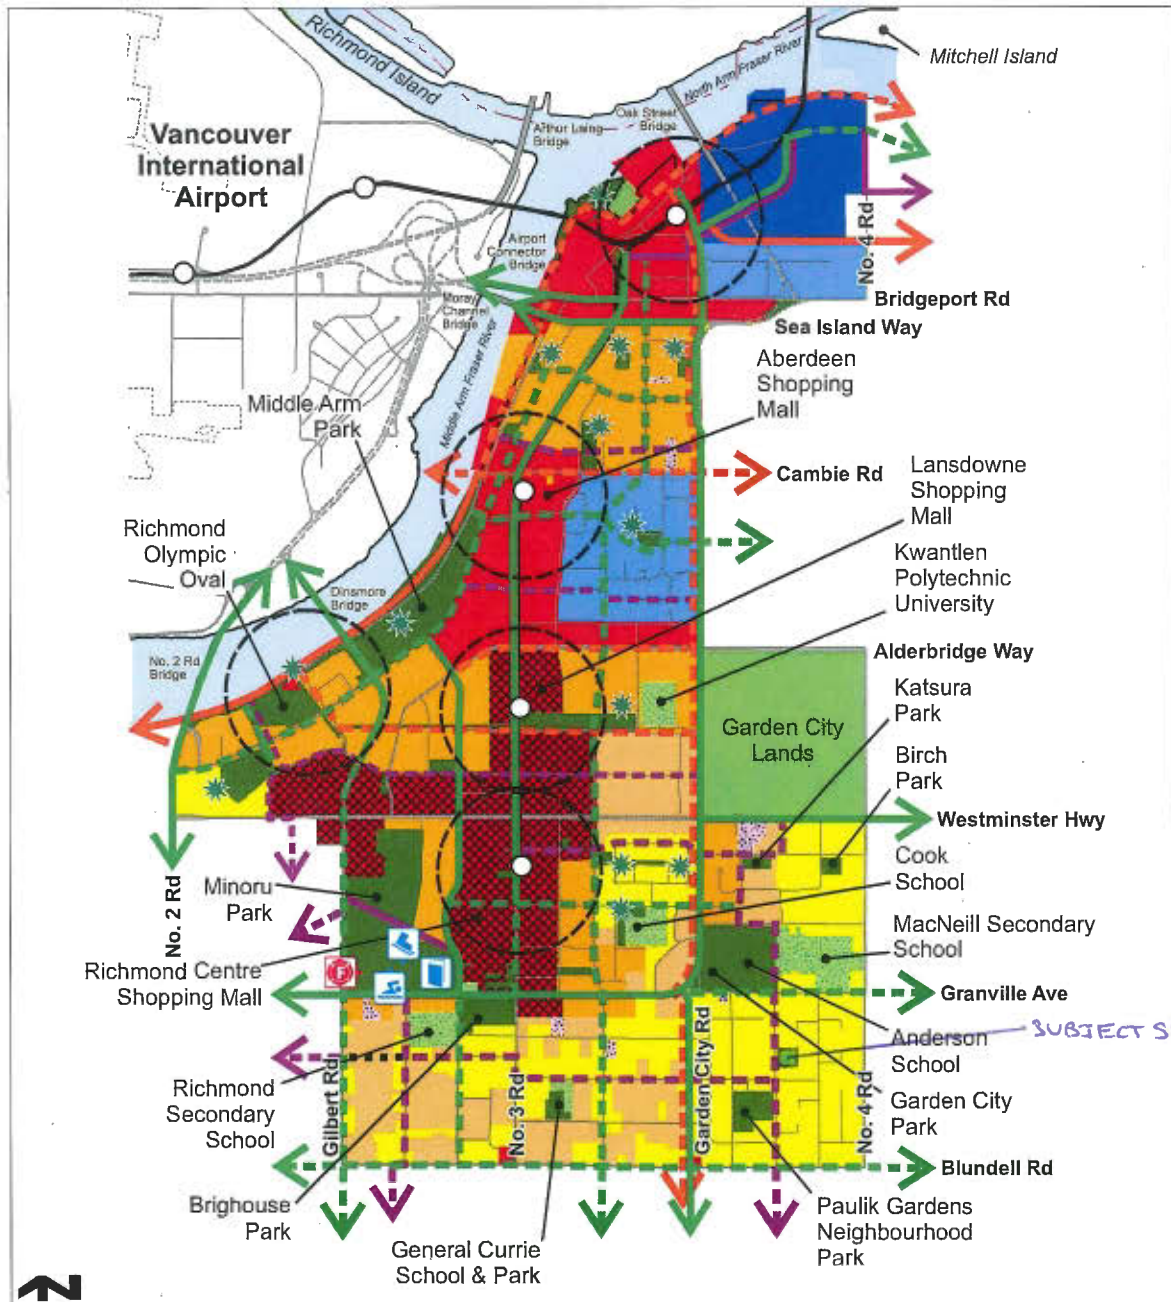 Mitchell Island
Richmond Island
North Arm Fraser River
Oak Street
Bridge
Arthur Laing
Bridge
Vancouver
International
Airport
No. 4 Rd
Airport
Connector
Bridge
Moray
Channel
Bridge
Bridgeport Rd
Sea Island Way
Aberdeen
Shopping
Mall
Middle Arm Fraser River
Middle Arm
Park
Cambie Rd
Lansdowne
Shopping
Mall
Richmond
Olympic
Oval
Kwantlen
Polytechnic
University
Dinsmore
Bridge
No. 2 Rd
Bridge
Alderbridge Way
Katsura
Park
Garden City
Lands
Birch
Park
Westminster Hwy
No. 2 Rd
Cook
School
Minoru
Park
MacNeill Secondary
School
Richmond Centre
Shopping Mall
F
Granville Ave
SUBJECT S
Anderson
School
Gilbert Rd
No. 3 Rd
Garden City Rd
No. 4 Rd
Richmond
Secondary
School
Garden City
Park
Blundell Rd
Brighouse
Park
General Currie
School & Park
Paulik Gardens
Neighbourhood
Park
N